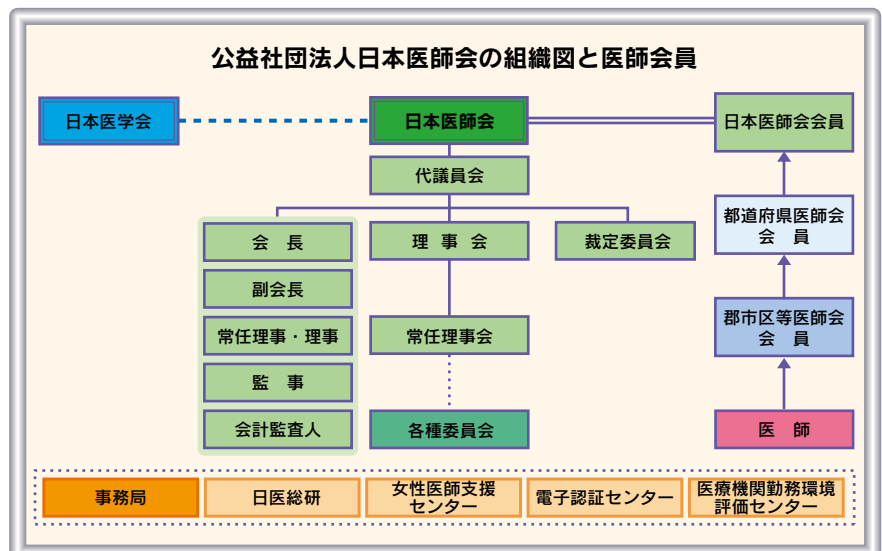 公益社団法人日本医師会の組織図と医師会員
日本医学会
日本医師会
日本医師会会員
代議員会
都道府県医師会
会　員
会　長
理　事　会
裁定委員会
副会長
常任理事・理事
常任理事会
郡市区等医師会
会　員
監　事
会計監査人
各種委員会
医　師
事務局
日医総研
女性医師支援
センター
電子認証センター
医療機関勤務環境
評価センター